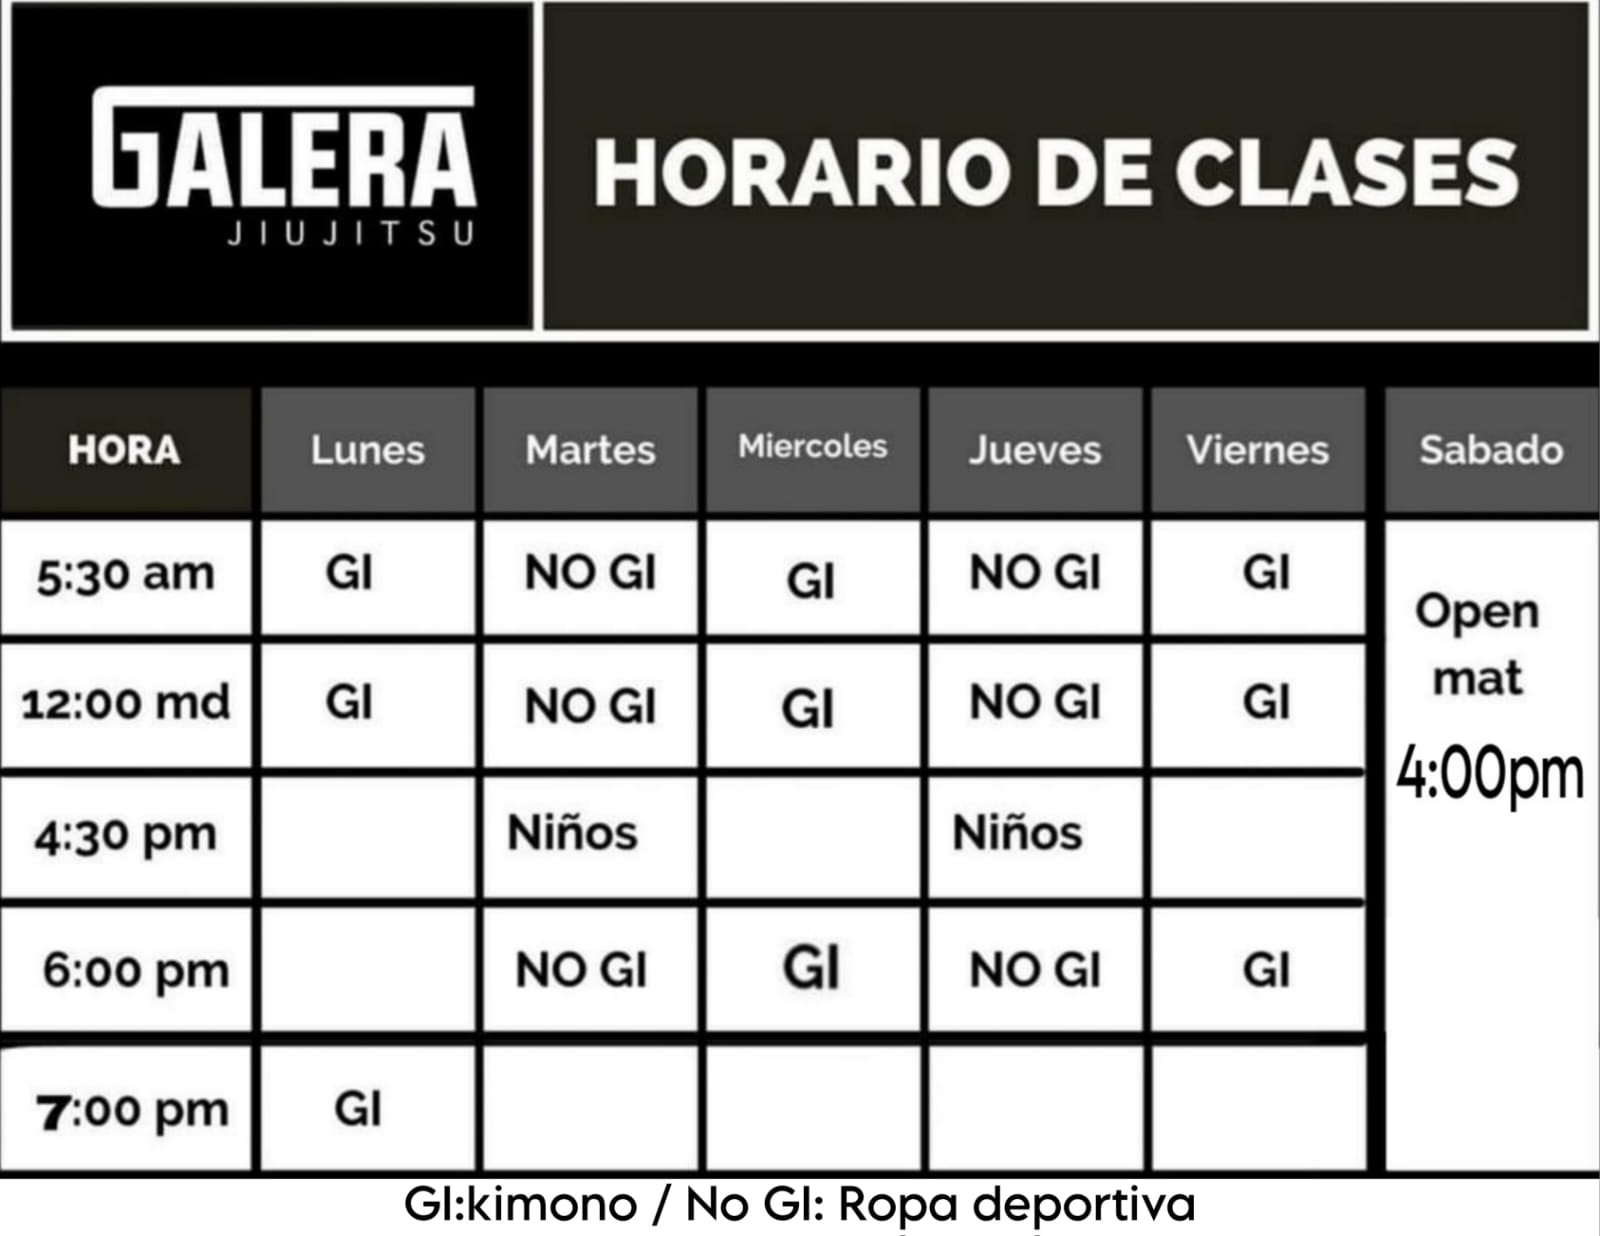 GALERA
JIUJITSU
HORARIO DE CLASES
HORA Lunes Martes Miercoles Jueves Viernes Sabado
5:30 am GI NO GI GI NO GI GI
Open
mat
4:00pm
12:00 md GI NO GI GI NO GI GI
4:30 pm Niños Niños
6:00 pm NO GI GI NO GI GI
7:00 pm GI
GI:kimono / No GI: Ropa deportiva